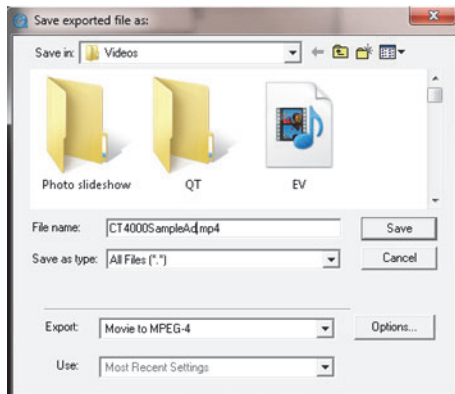 Save exported file as:
Save in: Videos
Photo slideshow QT EV
File name: CT4000SampleAd.mp4 Save
Save as type: All Files (*.*) Cancel
Export: Movie to MPEG-4 Options...
Use: Most Recent Settings